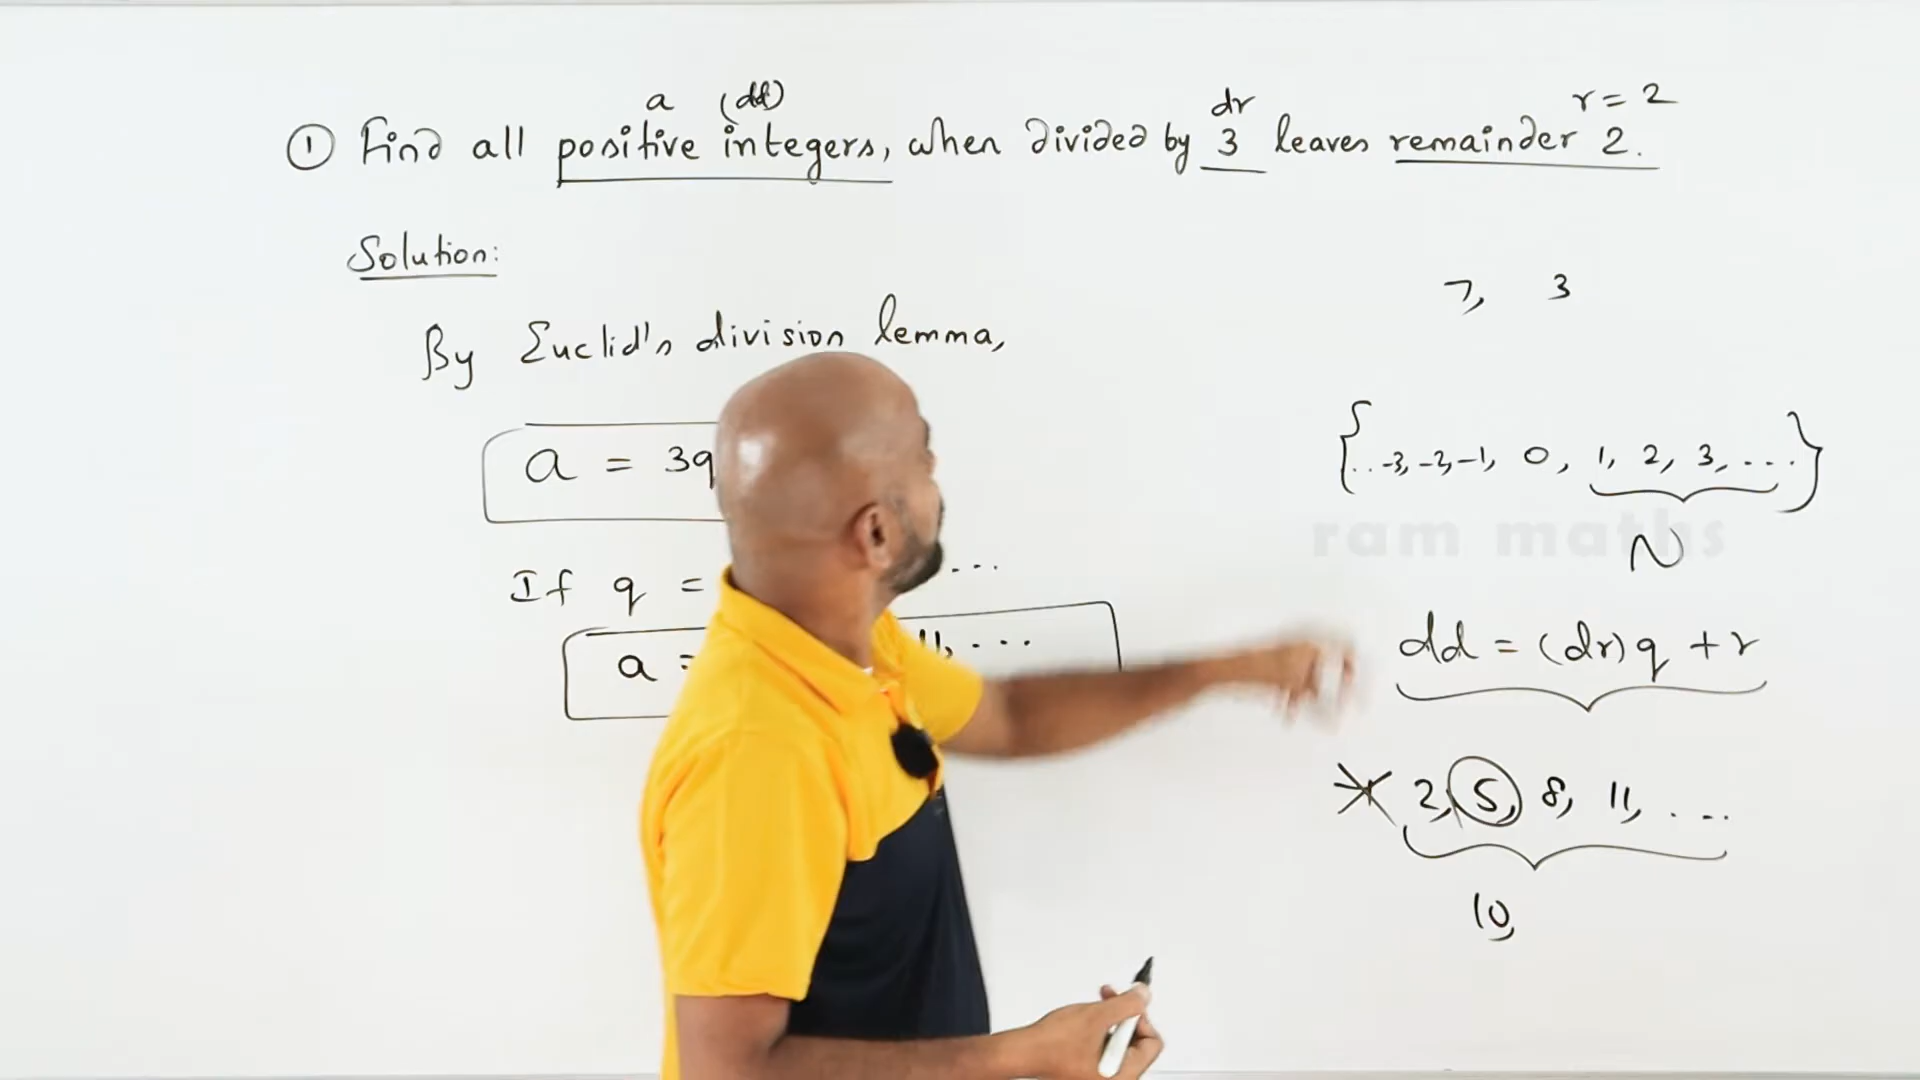 a (dd) dr r = 2
① Find all positive integers, when divided by 3 leaves remainder 2.
Solution:
7, 3
By Euclid's division lemma,
a = 3q
{...-3, -2, -1, 0, 1, 2, 3, ...}
ram maths
N
If q = ...
dd = (dr)q + r
a = 11, ...
2, 5, 8, 11, ...
10,